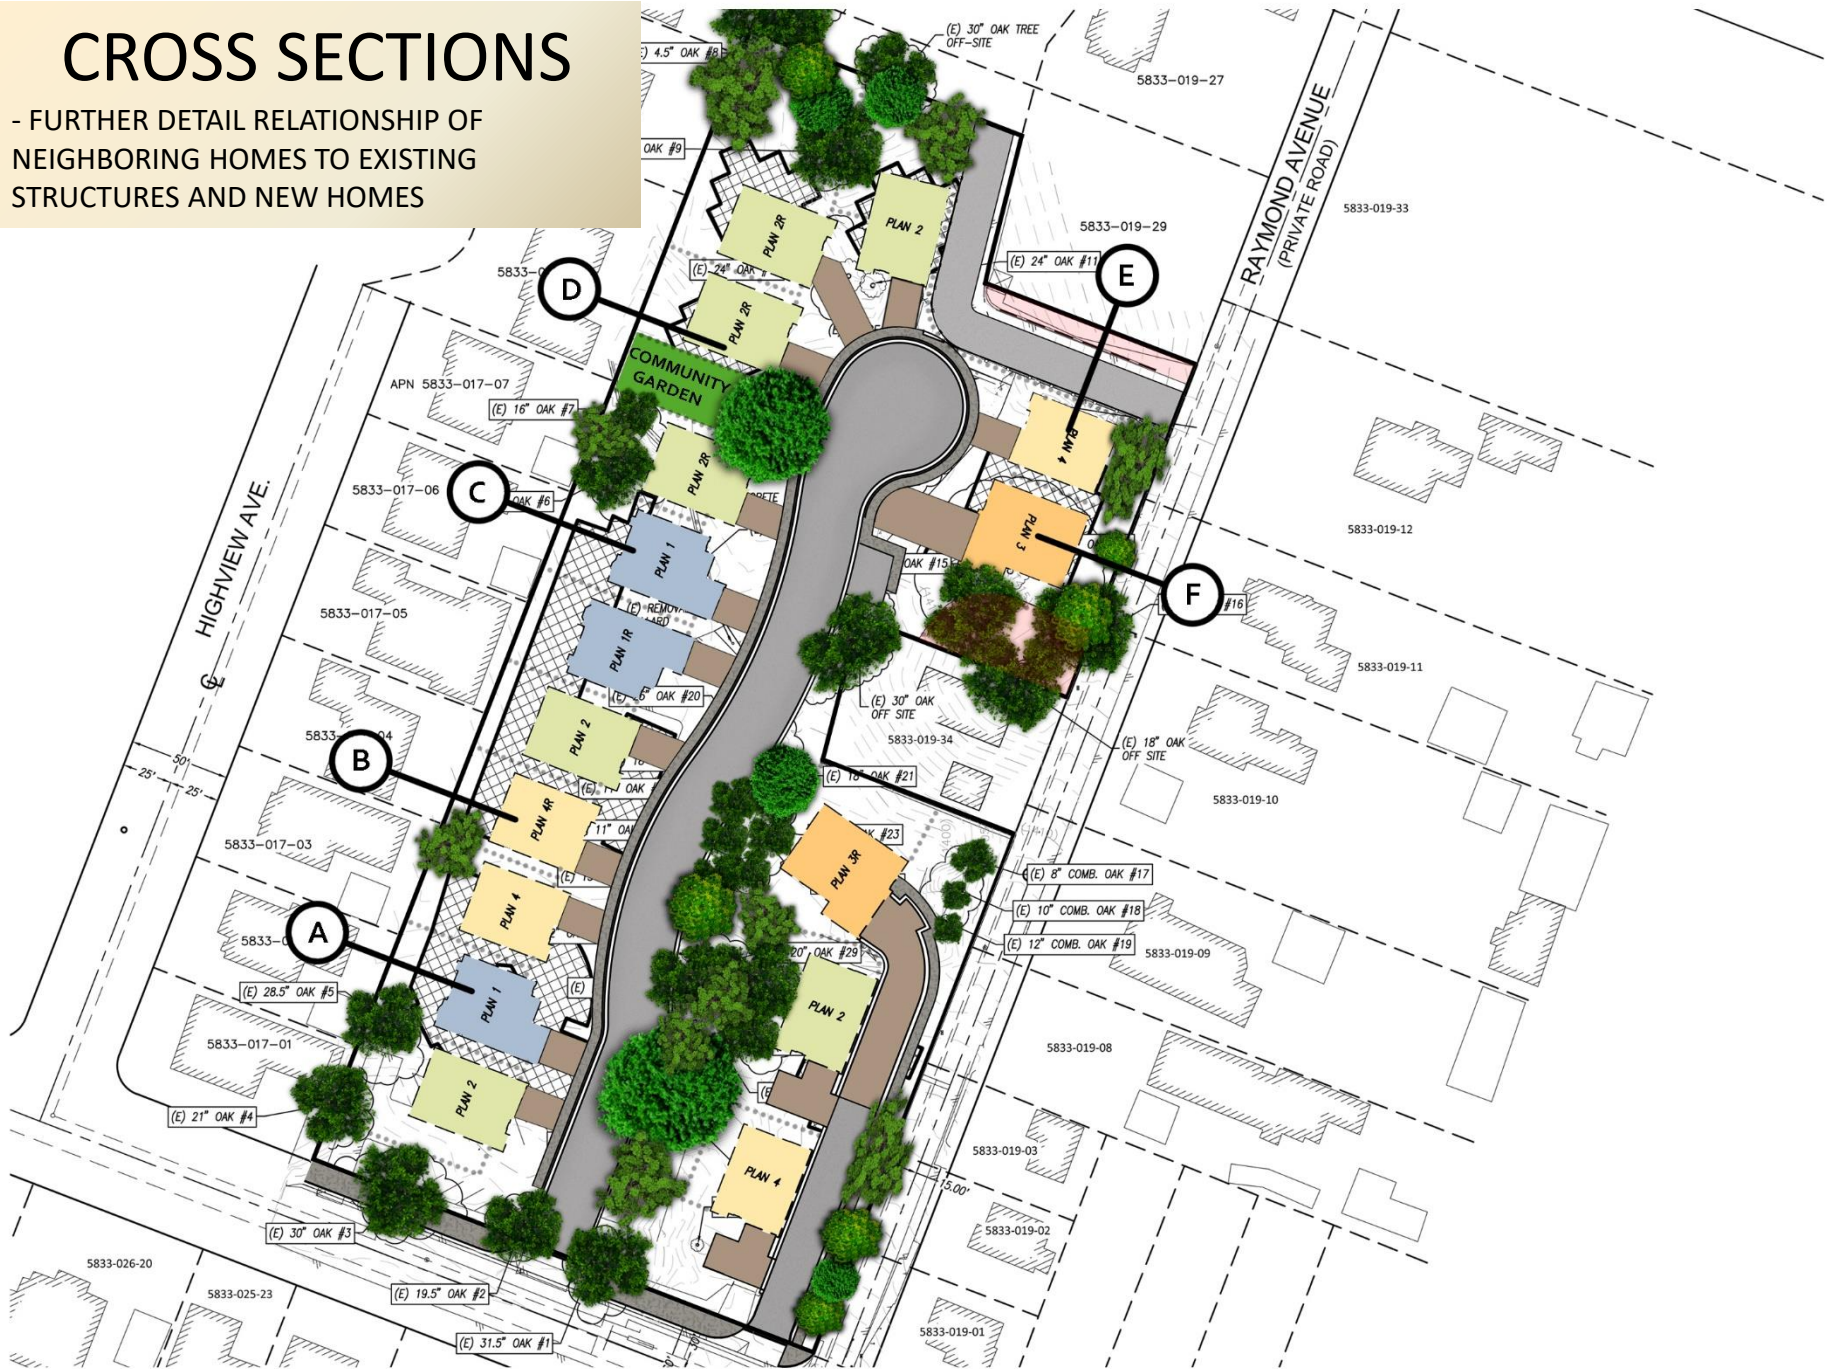 CROSS SECTIONS
- FURTHER DETAIL RELATIONSHIP OF
NEIGHBORING HOMES TO EXISTING
STRUCTURES AND NEW HOMES
4.5" OAK #8
(E) 30" OAK TREE
OFF-SITE
5833-019-27
OAK #9
RAYMOND AVENUE
(PRIVATE ROAD)
5833-019-33
PLAN 2R
PLAN 2
5833-019-29
(E) 24" OAK #11
E
(E) 24" OAK
D
PLAN 2R
COMMUNITY
GARDEN
APN 5833-017-07
(E) 16" OAK #7
PLAN 4
PLAN 2R
C
OAK #6
5833-017-06
HIGHVIEW AVE.
PLAN 3
5833-019-12
PLAN 1
OAK #15
F
#16
5833-017-05
PLAN 1R
5833-019-11
OAK #20
(E) 30" OAK
OFF SITE
5833-019-34
(E) 18" OAK
OFF SITE
PLAN 2
B
50'
25'
25'
(E) 18" OAK #21
5833-019-10
PLAN 4R
11" OAK
#23
5833-017-03
PLAN 3R
(E) 8" COMB. OAK #17
PLAN 4
(E) 10" COMB. OAK #18
A
(E) 12" COMB. OAK #19
20" OAK #29
5833-019-09
(E) 28.5" OAK #5
PLAN 1
(E)
PLAN 2
5833-017-01
5833-019-08
PLAN 2
(E) 21" OAK #4
5833-019-03
PLAN 4
15.00'
(E) 30" OAK #3
5833-019-02
5833-026-20
5833-025-23
(E) 19.5" OAK #2
5833-019-01
(E) 31.5" OAK #1